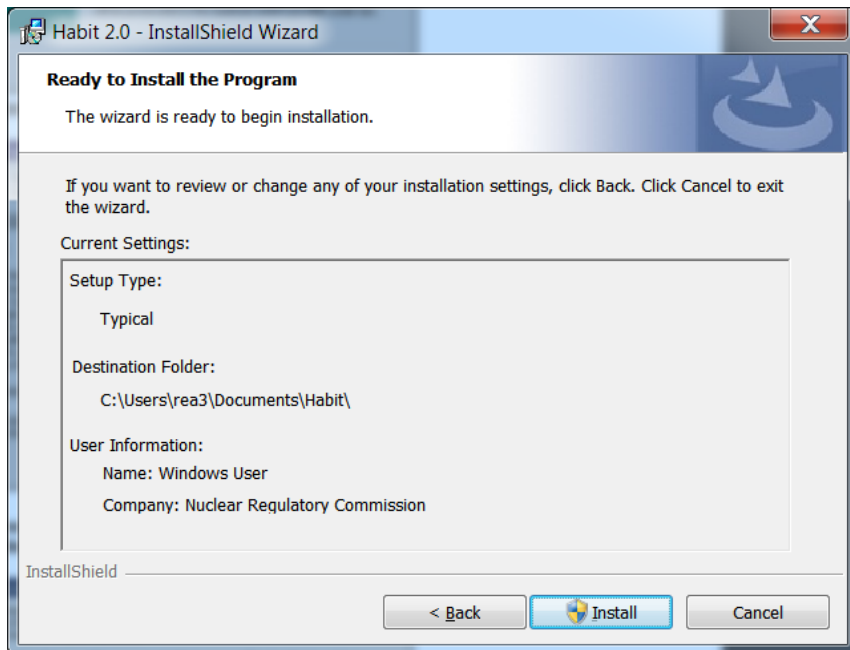 Habit 2.0 - InstallShield Wizard
Ready to Install the Program
The wizard is ready to begin installation.
If you want to review or change any of your installation settings, click Back. Click Cancel to exit
the wizard.
Current Settings:
Setup Type:
Typical
Destination Folder:
C:\Users\rea3\Documents\Habit\
User Information:
Name: Windows User
Company: Nuclear Regulatory Commission
InstallShield
< Back
Install
Cancel